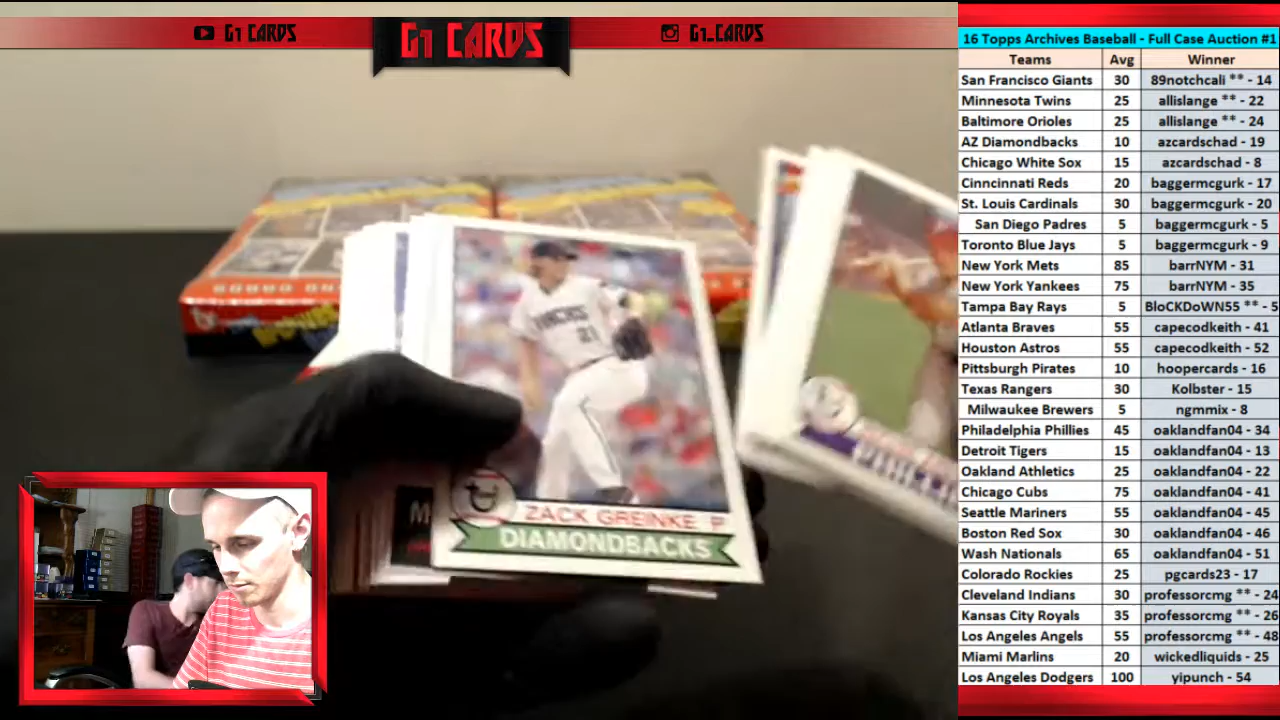 G1 CARDS
G1 CARDS
G1_CARDS
16 Topps Archives Baseball - Full Case Auction #1
Teams Avg Winner
San Francisco Giants 30 89notchcali ** - 14
Minnesota Twins 25 allislange ** - 22
Baltimore Orioles 25 allislange ** - 24
AZ Diamondbacks 10 azcardschad - 19
Chicago White Sox 15 azcardschad - 8
Cinncinnati Reds 20 baggermcgurk - 17
St. Louis Cardinals 30 baggermcgurk - 20
San Diego Padres 5 baggermcgurk - 5
Toronto Blue Jays 5 baggermcgurk - 9
New York Mets 85 barrNYM - 31
New York Yankees 75 barrNYM - 35
Tampa Bay Rays 5 BloCKDoWN55 ** - 5
Atlanta Braves 55 capecodkeith - 41
Houston Astros 55 capecodkeith - 52
Pittsburgh Pirates 10 hoopercards - 16
Texas Rangers 30 Kolbster - 15
Milwaukee Brewers 5 ngmmix - 8
Philadelphia Phillies 45 oaklandfan04 - 34
Detroit Tigers 15 oaklandfan04 - 13
Oakland Athletics 25 oaklandfan04 - 22
Chicago Cubs 75 oaklandfan04 - 41
Seattle Mariners 55 oaklandfan04 - 45
Boston Red Sox 30 oaklandfan04 - 46
Wash Nationals 65 oaklandfan04 - 51
Colorado Rockies 25 pgcards23 - 17
Cleveland Indians 30 professorcmg ** - 24
Kansas City Royals 35 professorcmg ** - 26
Los Angeles Angels 55 professorcmg ** - 48
Miami Marlins 20 wickedliquids - 25
Los Angeles Dodgers 100 yipunch - 54
21
ZACK GREINKE P
DIAMONDBACKS